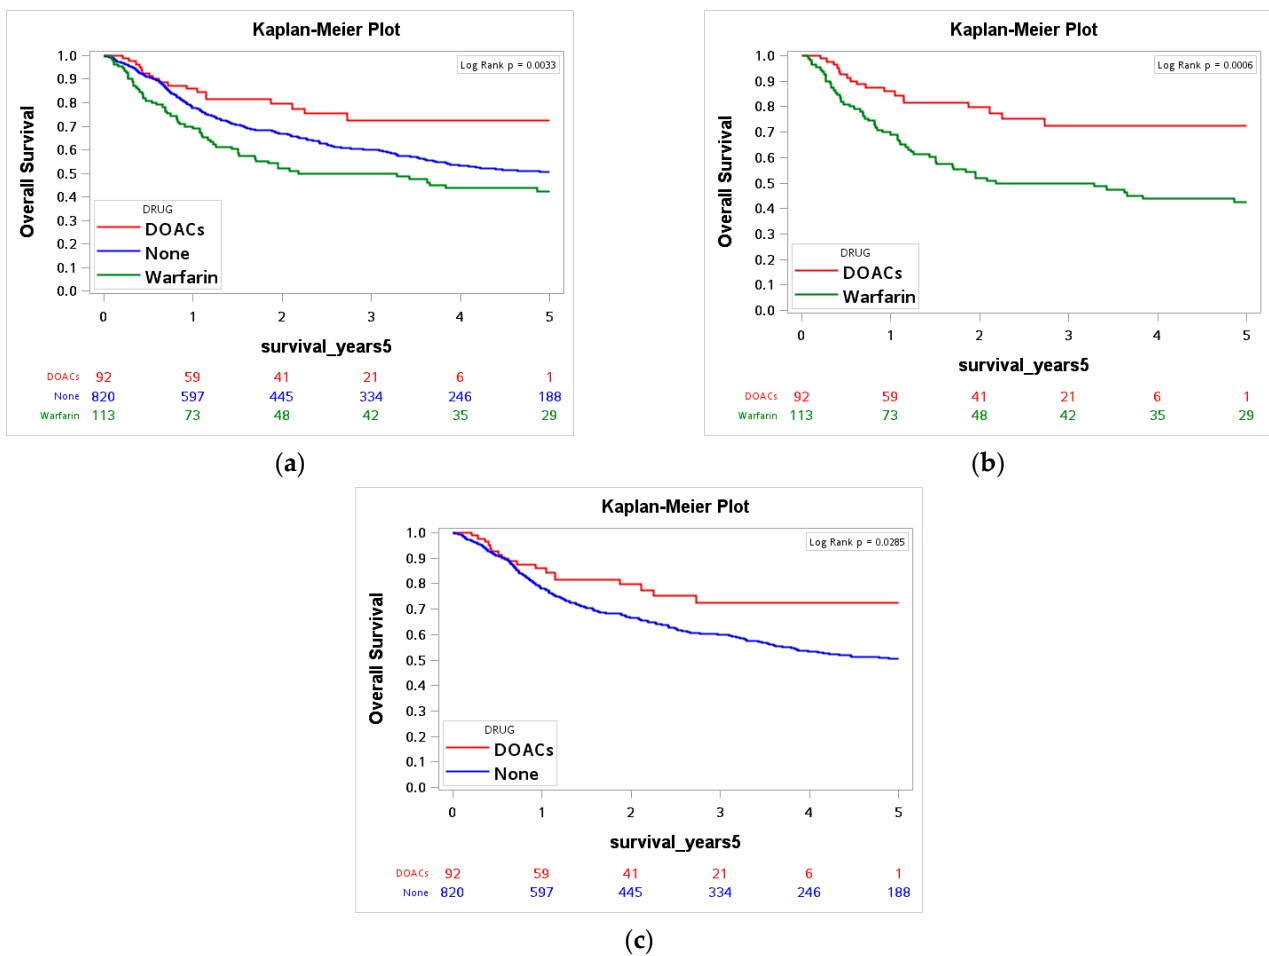 Kaplan-Meier Plot
Log Rank p = 0.0033
Overall Survival
1.0
0.9
0.8
0.7
0.6
0.5
0.4
0.3
0.2
0.1
0.0
DRUG
DOACs
None
Warfarin
0 1 2 3 4 5
survival_years5
DOACs 92 59 41 21 6 1
None 820 597 445 334 246 188
Warfarin 113 73 48 42 35 29
(a)
Kaplan-Meier Plot
Log Rank p = 0.0006
Overall Survival
1.0
0.9
0.8
0.7
0.6
0.5
0.4
0.3
0.2
0.1
0.0
DRUG
DOACs
Warfarin
0 1 2 3 4 5
survival_years5
DOACs 92 59 41 21 6 1
Warfarin 113 73 48 42 35 29
(b)
Kaplan-Meier Plot
Log Rank p = 0.0285
Overall Survival
1.0
0.9
0.8
0.7
0.6
0.5
0.4
0.3
0.2
0.1
0.0
DRUG
DOACs
None
0 1 2 3 4 5
survival_years5
DOACs 92 59 41 21 6 1
None 820 597 445 334 246 188
(c)